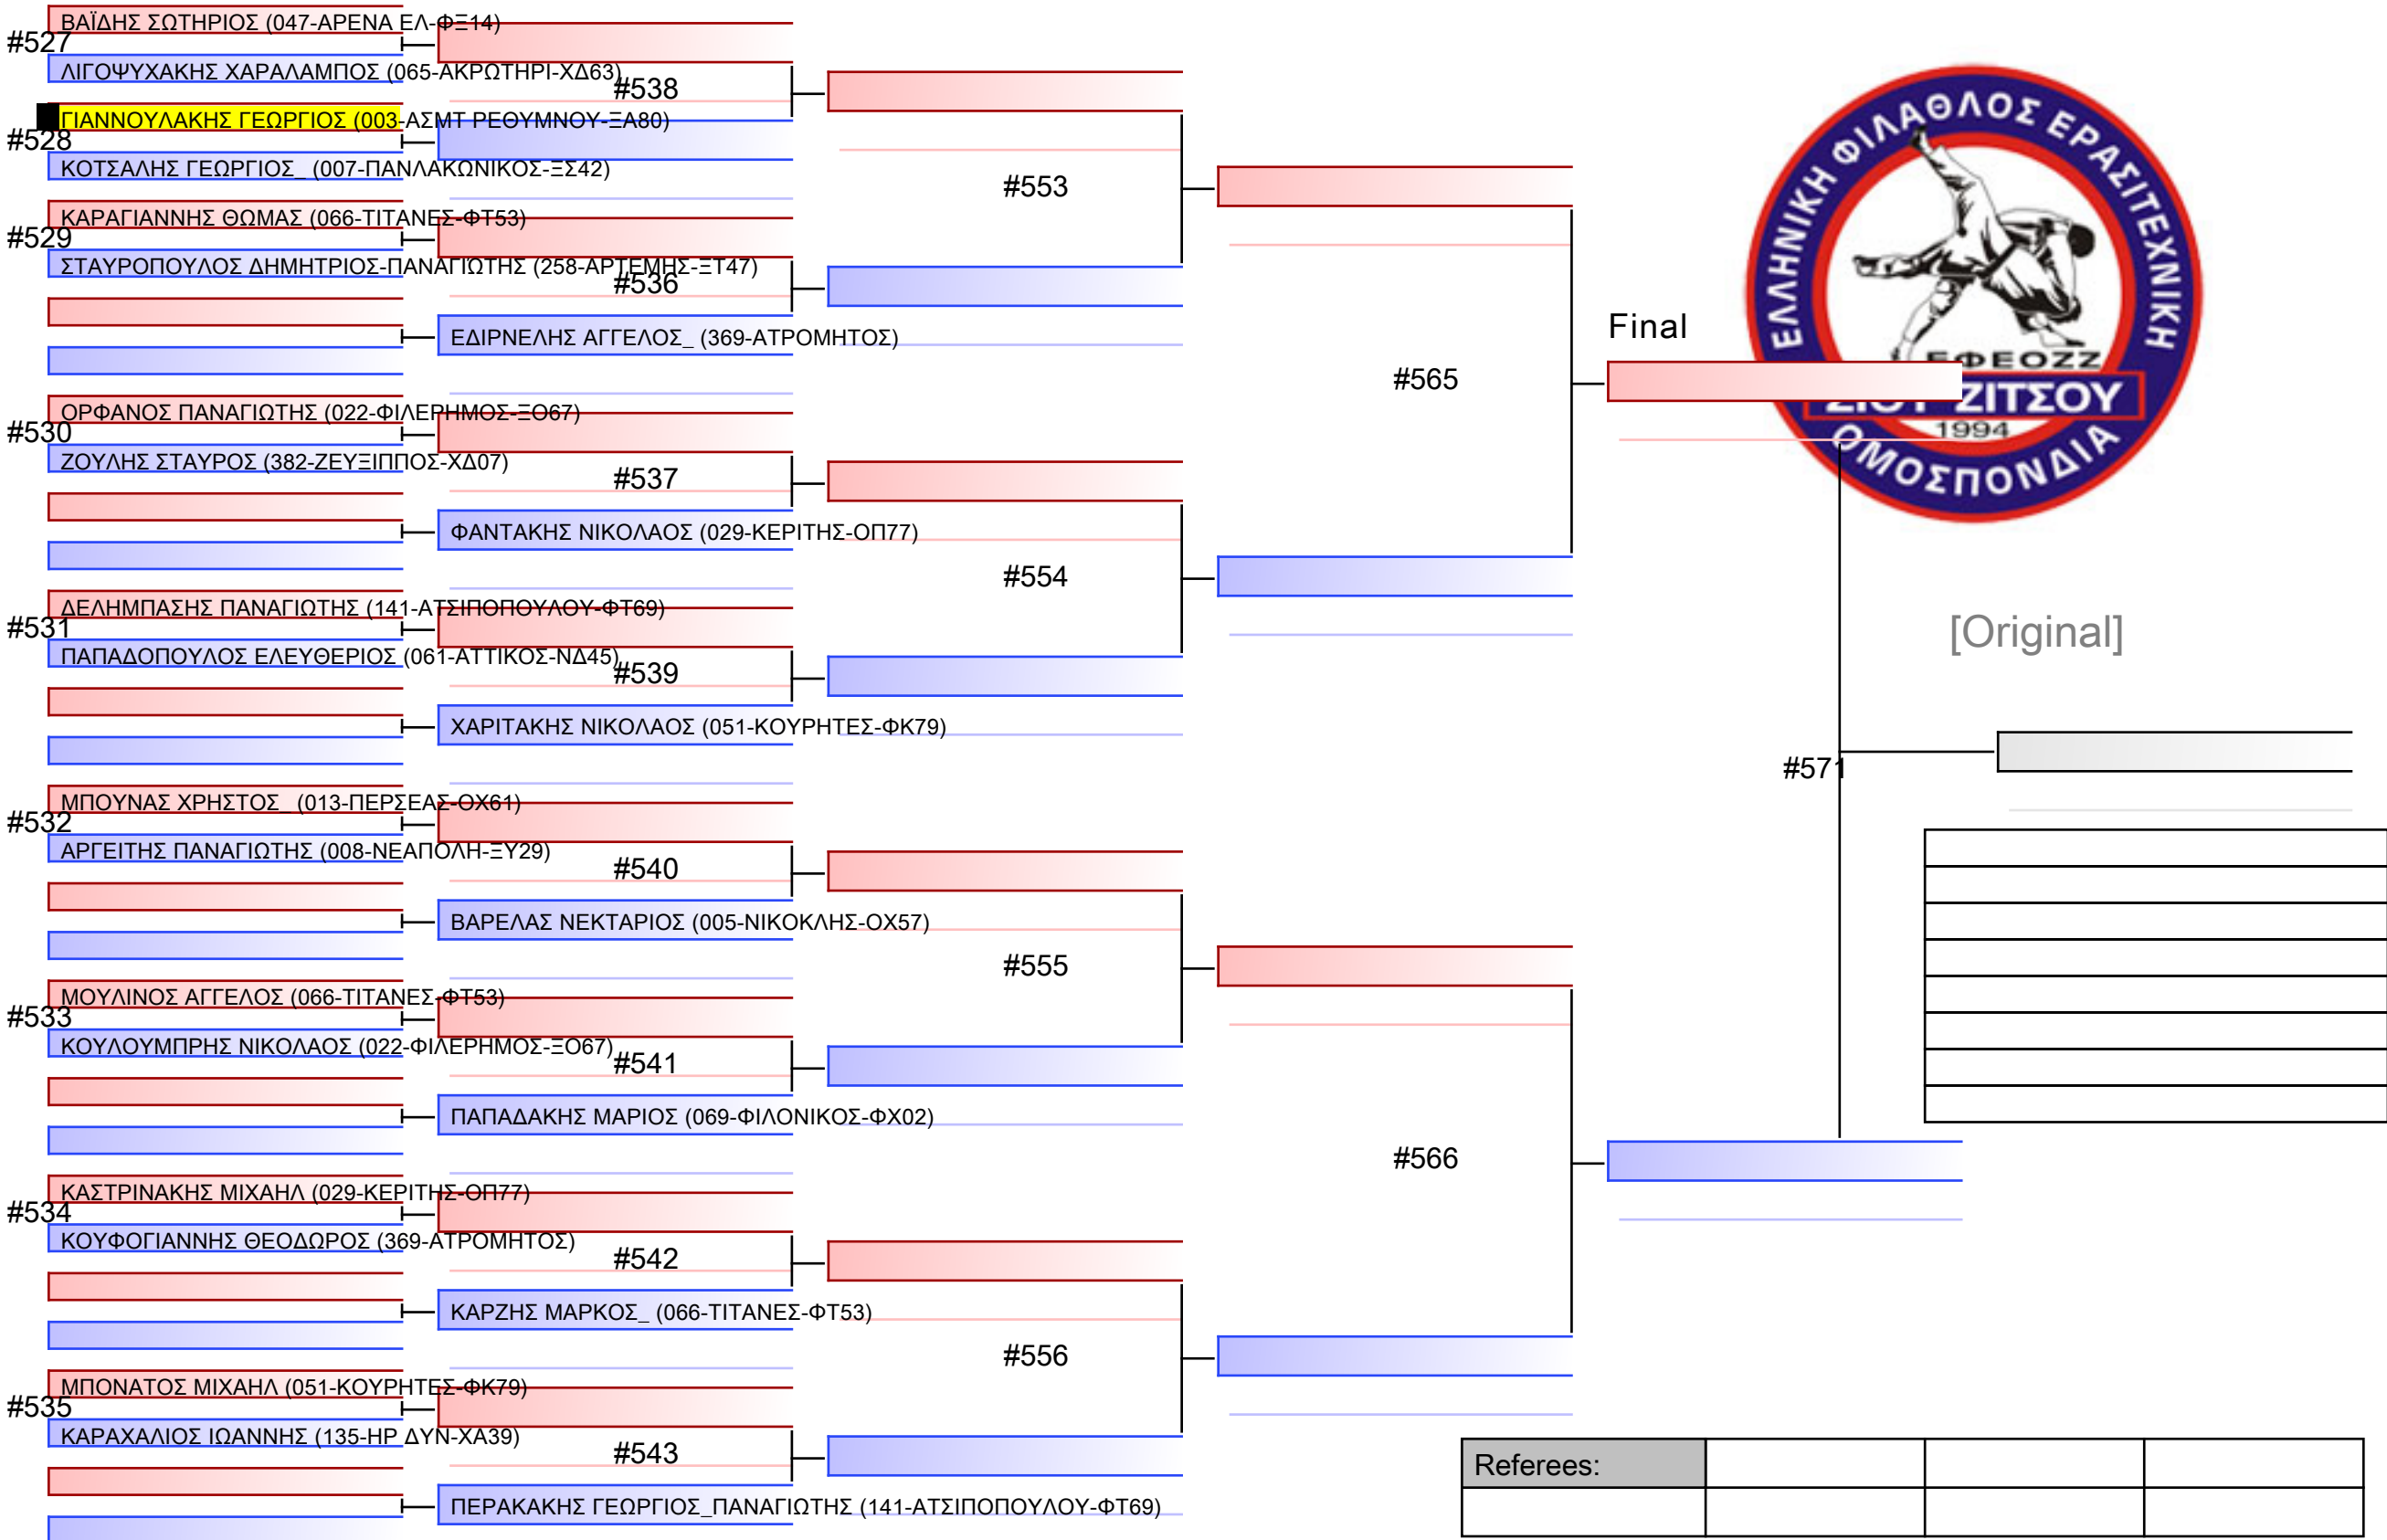 ΒΑΪΔΗΣ ΣΩΤΗΡΙΟΣ (047-ΑΡΕΝΑ ΕΛ-ΦΞ14)
#527
ΛΙΓΟΨΥΧΑΚΗΣ ΧΑΡΑΛΑΜΠΟΣ (065-ΑΚΡΩΤΗΡΙ-ΧΔ63)
#538
ΓΙΑΝΝΟΥΛΑΚΗΣ ΓΕΩΡΓΙΟΣ (003-ΑΣΜΤ ΡΕΘΥΜΝΟΥ-ΞΑ80)
#528
ΚΟΤΣΑΛΗΣ ΓΕΩΡΓΙΟΣ_ (007-ΠΑΝΛΑΚΩΝΙΚΟΣ-ΞΣ42)
#553
ΚΑΡΑΓΙΑΝΝΗΣ ΘΩΜΑΣ (066-ΤΙΤΑΝΕΣ-ΦΤ53)
#529
ΣΤΑΥΡΟΠΟΥΛΟΣ ΔΗΜΗΤΡΙΟΣ-ΠΑΝΑΓΙΩΤΗΣ (258-ΑΡΤΕΜΗΣ-ΞΤ47)
#536
ΕΔΙΡΝΕΛΗΣ ΑΓΓΕΛΟΣ_ (369-ΑΤΡΟΜΗΤΟΣ)
#565
ΟΡΦΑΝΟΣ ΠΑΝΑΓΙΩΤΗΣ (022-ΦΙΛΕΡΗΜΟΣ-ΞΟ67)
#530
ΖΟΥΛΗΣ ΣΤΑΥΡΟΣ (382-ΖΕΥΞΙΠΠΟΣ-ΧΔ07)
#537
ΦΑΝΤΑΚΗΣ ΝΙΚΟΛΑΟΣ (029-ΚΕΡΙΤΗΣ-ΟΠ77)
#554
ΔΕΛΗΜΠΑΣΗΣ ΠΑΝΑΓΙΩΤΗΣ (141-ΑΤΣΙΠΟΠΟΥΛΟΥ-ΦΤ69)
#531
ΠΑΠΑΔΟΠΟΥΛΟΣ ΕΛΕΥΘΕΡΙΟΣ (061-ΑΤΤΙΚΟΣ-ΝΔ45)
#539
ΧΑΡΙΤΑΚΗΣ ΝΙΚΟΛΑΟΣ (051-ΚΟΥΡΗΤΕΣ-ΦΚ79)
ΜΠΟΥΝΑΣ ΧΡΗΣΤΟΣ_ (013-ΠΕΡΣΕΑΣ-ΟΧ61)
#532
ΑΡΓΕΙΤΗΣ ΠΑΝΑΓΙΩΤΗΣ (008-ΝΕΑΠΟΛΗ-ΞΥ29)
#540
ΒΑΡΕΛΑΣ ΝΕΚΤΑΡΙΟΣ (005-ΝΙΚΟΚΛΗΣ-ΟΧ57)
#555
ΜΟΥΛΙΝΟΣ ΑΓΓΕΛΟΣ (066-ΤΙΤΑΝΕΣ-ΦΤ53)
#533
ΚΟΥΛΟΥΜΠΡΗΣ ΝΙΚΟΛΑΟΣ (022-ΦΙΛΕΡΗΜΟΣ-ΞΟ67)
#541
ΠΑΠΑΔΑΚΗΣ ΜΑΡΙΟΣ (069-ΦΙΛΟΝΙΚΟΣ-ΦΧ02)
#566
ΚΑΣΤΡΙΝΑΚΗΣ ΜΙΧΑΗΛ (029-ΚΕΡΙΤΗΣ-ΟΠ77)
#534
ΚΟΥΦΟΓΙΑΝΝΗΣ ΘΕΟΔΩΡΟΣ (369-ΑΤΡΟΜΗΤΟΣ)
#542
ΚΑΡΖΗΣ ΜΑΡΚΟΣ_ (066-ΤΙΤΑΝΕΣ-ΦΤ53)
#556
ΜΠΟΝΑΤΟΣ ΜΙΧΑΗΛ (051-ΚΟΥΡΗΤΕΣ-ΦΚ79)
#535
ΚΑΡΑΧΑΛΙΟΣ ΙΩΑΝΝΗΣ (135-ΗΡ ΔΥΝ-ΧΑ39)
#543
ΠΕΡΑΚΑΚΗΣ ΓΕΩΡΓΙΟΣ_ΠΑΝΑΓΙΩΤΗΣ (141-ΑΤΣΙΠΟΠΟΥΛΟΥ-ΦΤ69)
ΕΛΛΗΝΙΚΗ ΦΙΛΑΘΛΟΣ ΕΡΑΣΙΤΕΧΝΙΚΗ
ΕΦΕΟΖΖ
ΖΙΤΣΟΥ
1994
ΟΜΟΣΠΟΝΔΙΑ
Final
[Original]
#571
Referees: